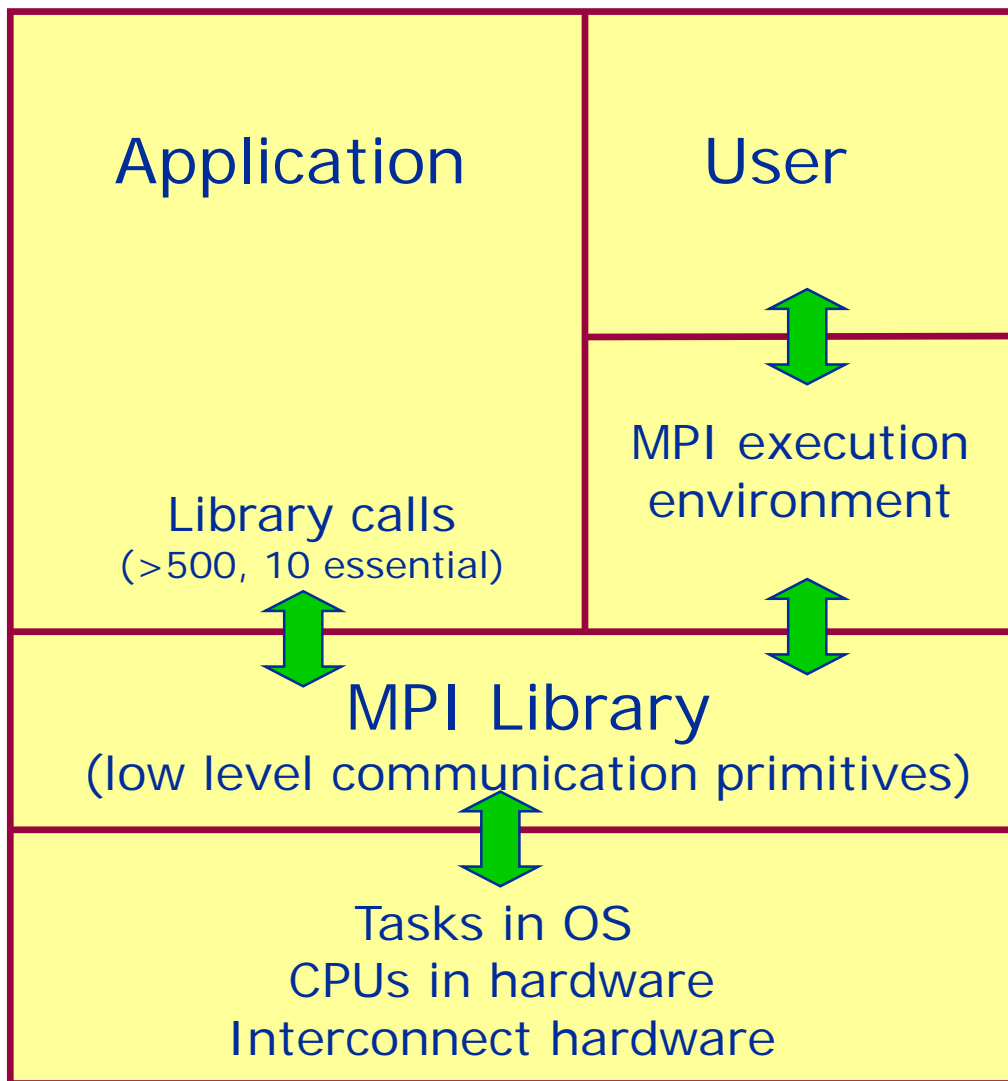 Application
User
MPI execution
environment
Library calls
(>500, 10 essential)
MPI Library
(low level communication primitives)
Tasks in OS
CPUs in hardware
Interconnect hardware